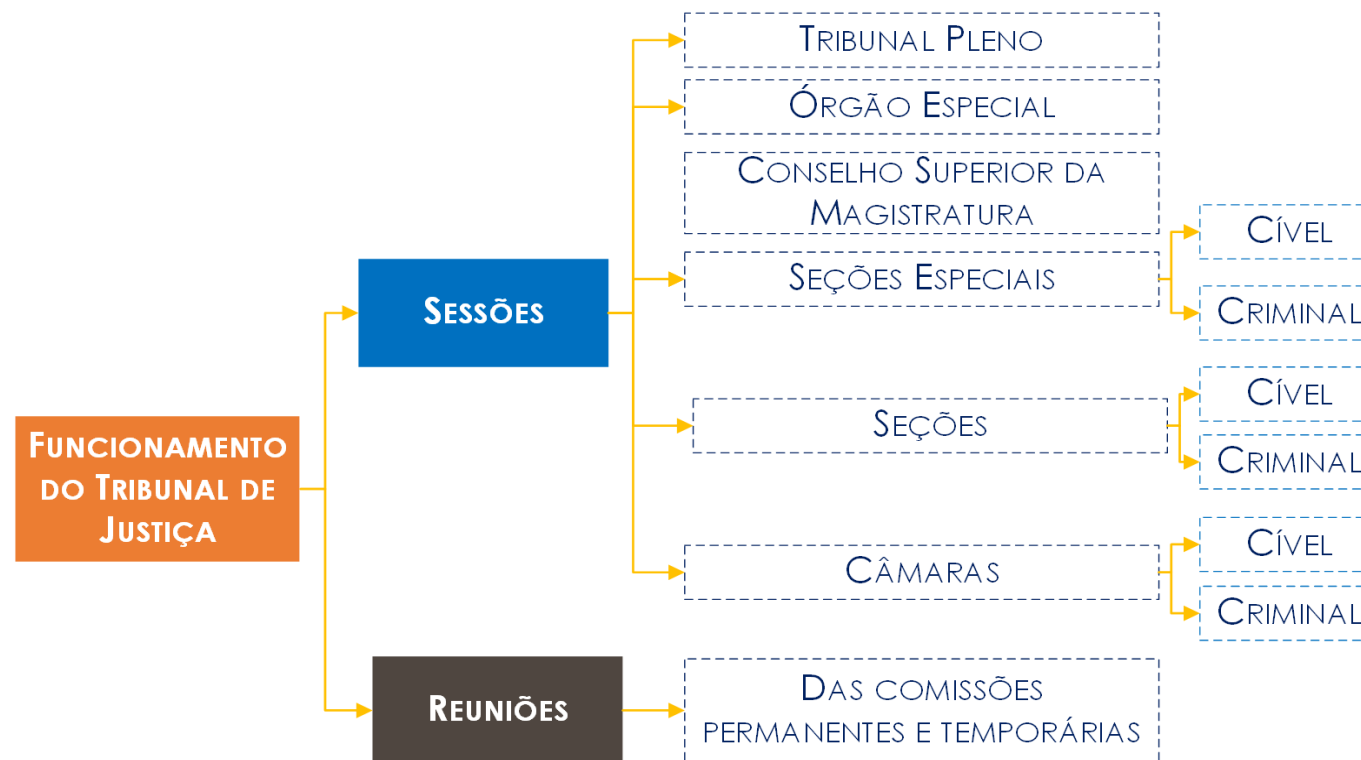 Tribunal Pleno
Órgão Especial
Conselho Superior da
Magistratura
Cível
Seções Especiais
Sessões
Criminal
Cível
Seções
Funcionamento
do Tribunal de
Justiça
Criminal
Cível
Câmaras
Criminal
Reuniões
Das comissões
permanentes e temporárias